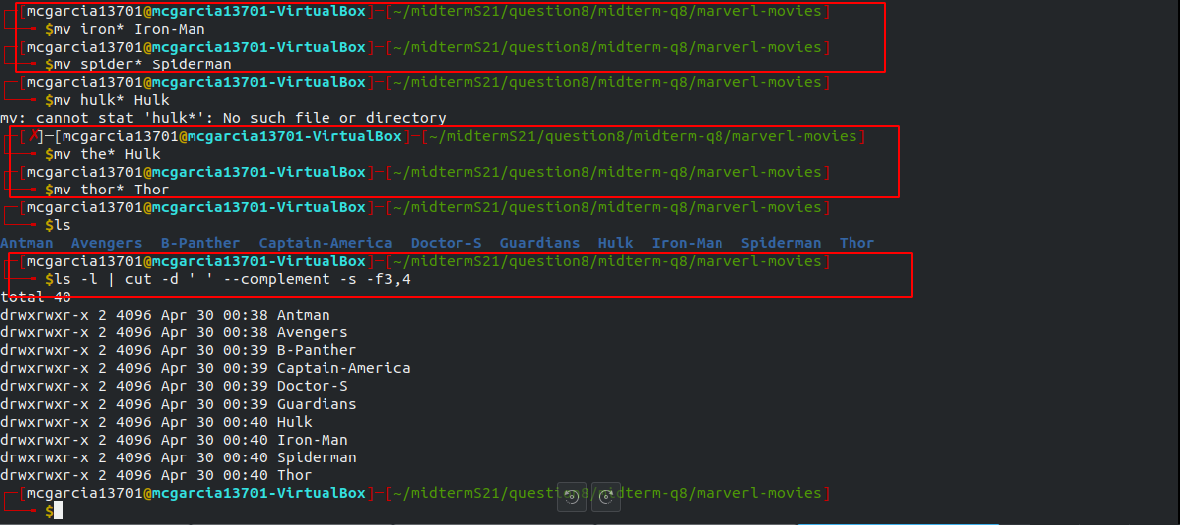 ┌─[mcgarcia13701@mcgarcia13701-VirtualBox]─[~/midtermS21/question8/midterm-q8/marverl-movies]
└──╼ $mv iron* Iron-Man
┌─[mcgarcia13701@mcgarcia13701-VirtualBox]─[~/midtermS21/question8/midterm-q8/marverl-movies]
└──╼ $mv spider* Spiderman
┌─[mcgarcia13701@mcgarcia13701-VirtualBox]─[~/midtermS21/question8/midterm-q8/marverl-movies]
└──╼ $mv hulk* Hulk
mv: cannot stat 'hulk*': No such file or directory
┌─[✗]─[mcgarcia13701@mcgarcia13701-VirtualBox]─[~/midtermS21/question8/midterm-q8/marverl-movies]
└──╼ $mv the* Hulk
┌─[mcgarcia13701@mcgarcia13701-VirtualBox]─[~/midtermS21/question8/midterm-q8/marverl-movies]
└──╼ $mv thor* Thor
┌─[mcgarcia13701@mcgarcia13701-VirtualBox]─[~/midtermS21/question8/midterm-q8/marverl-movies]
└──╼ $ls
Antman  Avengers  B-Panther  Captain-America  Doctor-S  Guardians  Hulk  Iron-Man  Spiderman  Thor
┌─[mcgarcia13701@mcgarcia13701-VirtualBox]─[~/midtermS21/question8/midterm-q8/marverl-movies]
└──╼ $ls -l | cut -d ' ' --complement -s -f3,4
total 40
drwxrwxr-x 2 4096 Apr 30 00:38 Antman
drwxrwxr-x 2 4096 Apr 30 00:38 Avengers
drwxrwxr-x 2 4096 Apr 30 00:39 B-Panther
drwxrwxr-x 2 4096 Apr 30 00:39 Captain-America
drwxrwxr-x 2 4096 Apr 30 00:39 Doctor-S
drwxrwxr-x 2 4096 Apr 30 00:39 Guardians
drwxrwxr-x 2 4096 Apr 30 00:40 Hulk
drwxrwxr-x 2 4096 Apr 30 00:40 Iron-Man
drwxrwxr-x 2 4096 Apr 30 00:40 Spiderman
drwxrwxr-x 2 4096 Apr 30 00:40 Thor
┌─[mcgarcia13701@mcgarcia13701-VirtualBox]─[~/midtermS21/question8/midterm-q8/marverl-movies]
└──╼ $